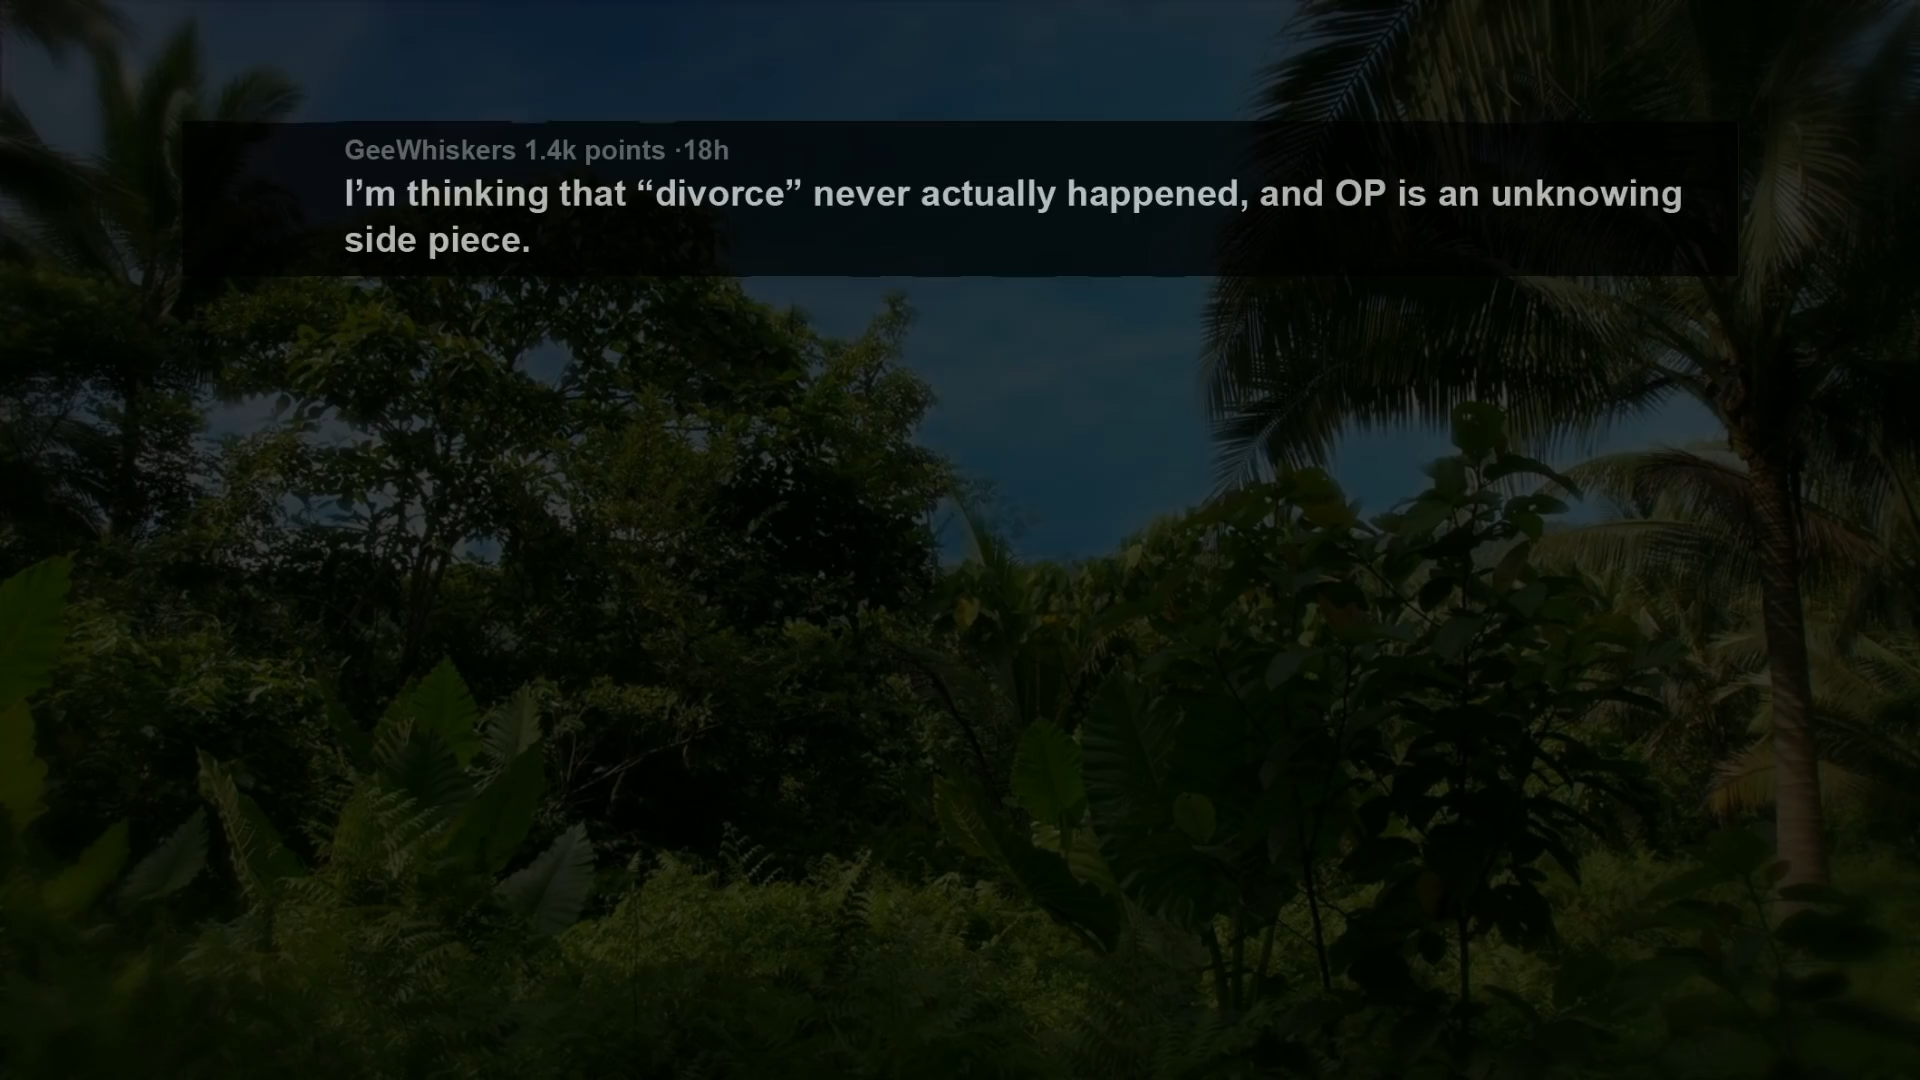 GeeWhiskers 1.4k points ·18h
I’m thinking that “divorce” never actually happened, and OP is an unknowing
side piece.